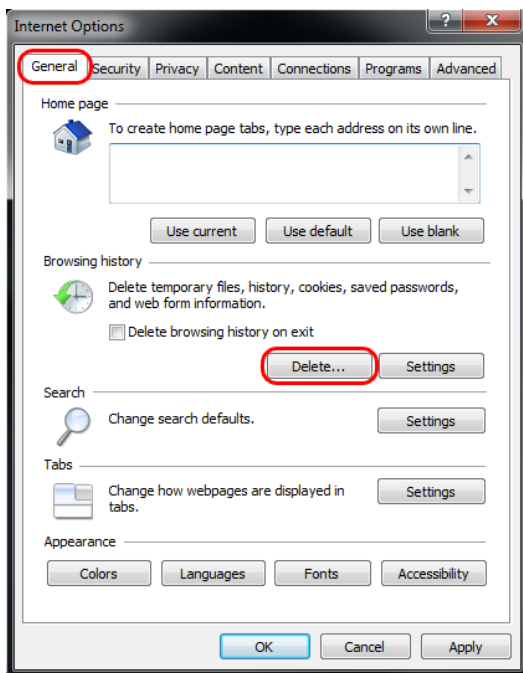 Internet Options
?
X
General Security Privacy Content Connections Programs Advanced
Home page
To create home page tabs, type each address on its own line.
Use current Use default Use blank
Browsing history
Delete temporary files, history, cookies, saved passwords,
and web form information.
Delete browsing history on exit
Delete... Settings
Search
Change search defaults. Settings
Tabs
Change how webpages are displayed in
tabs.
Settings
Appearance
Colors Languages Fonts Accessibility
OK Cancel Apply